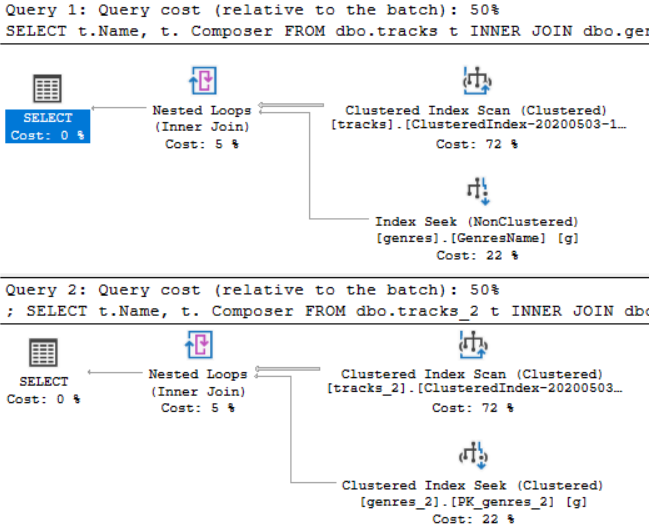 Query 1: Query cost (relative to the batch): 50%
SELECT t.Name, t. Composer FROM dbo.tracks t INNER JOIN dbo.gen
SELECT
Cost: 0 %
Nested Loops
(Inner Join)
Cost: 5 %
Clustered Index Scan (Clustered)
[tracks].[ClusteredIndex-20200503-1…
Cost: 72 %
Index Seek (NonClustered)
[genres].[GenresName] [g]
Cost: 22 %
Query 2: Query cost (relative to the batch): 50%
; SELECT t.Name, t. Composer FROM dbo.tracks_2 t INNER JOIN dbo
SELECT
Cost: 0 %
Nested Loops
(Inner Join)
Cost: 5 %
Clustered Index Scan (Clustered)
[tracks_2].[ClusteredIndex-20200503…
Cost: 72 %
Clustered Index Seek (Clustered)
[genres_2].[PK_genres_2] [g]
Cost: 22 %